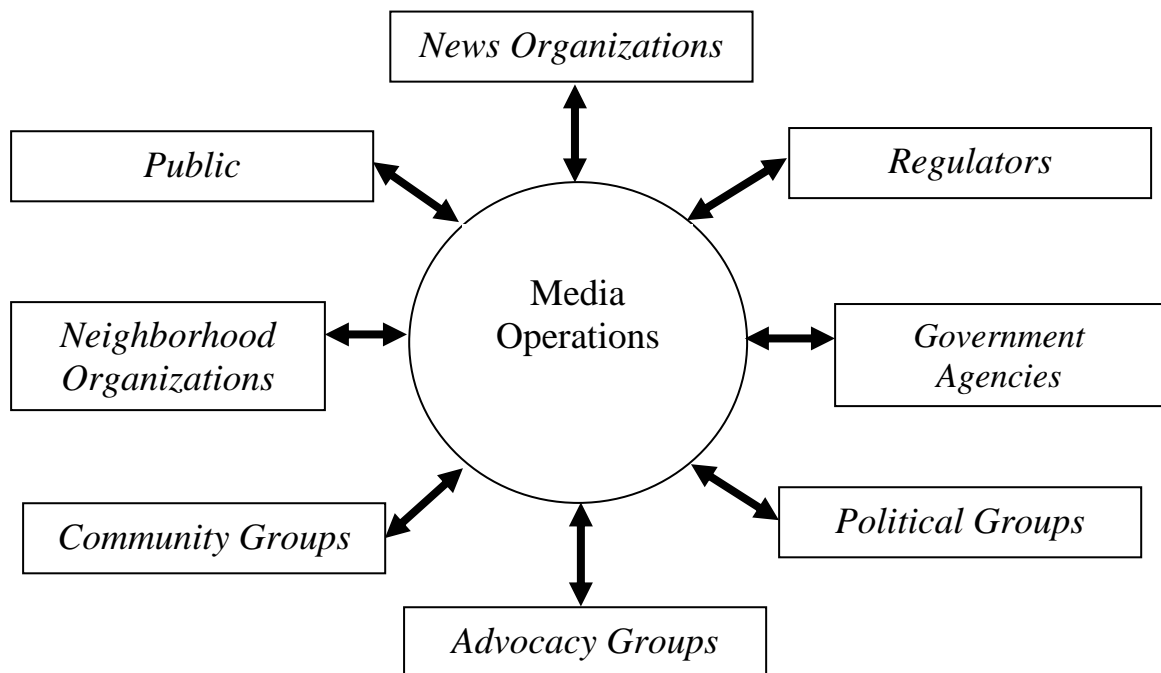 News Organizations
Public
Regulators
Media
Operations
Neighborhood
Organizations
Government
Agencies
Community Groups
Political Groups
Advocacy Groups